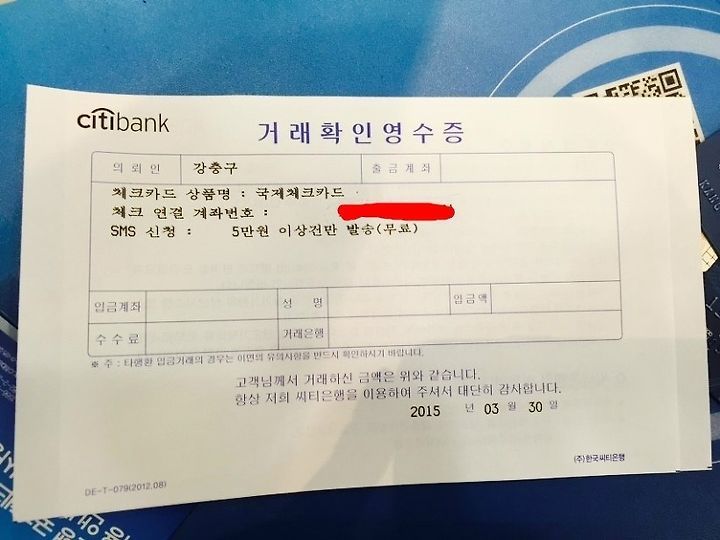 citibank
거래확인영수증
의뢰인 강충구 출금계좌
체크카드 상품명 : 국제체크카드
체크 연결 계좌번호 :
SMS 신청 : 5만원 이상건만 발송(무료)
입금계좌 성명 입금액
수수료 거래은행
※ 주 : 타행환 입금거래의 경우는 이면의 유의사항을 반드시 확인하시기 바랍니다.
고객님께서 거래하신 금액은 위와 같습니다.
항상 저희 씨티은행을 이용하여 주셔서 대단히 감사합니다.
2015 년 03 월 30 일
(주)한국씨티은행
DE-T-079(2012.08)